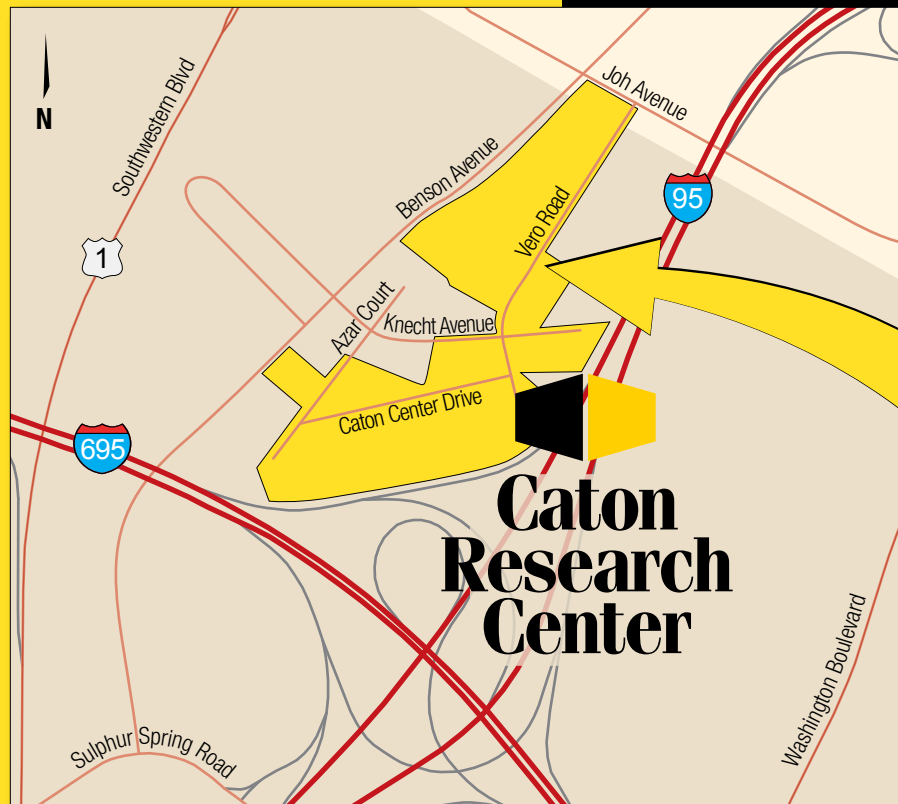 Joh Avenue
Southwestern Blvd
N
Benson Avenue
95
Vero Road
1
Azar Court
Knecht Avenue
Caton Center Drive
695
Caton
Research
Center
Washington Boulevard
Sulphur Spring Road